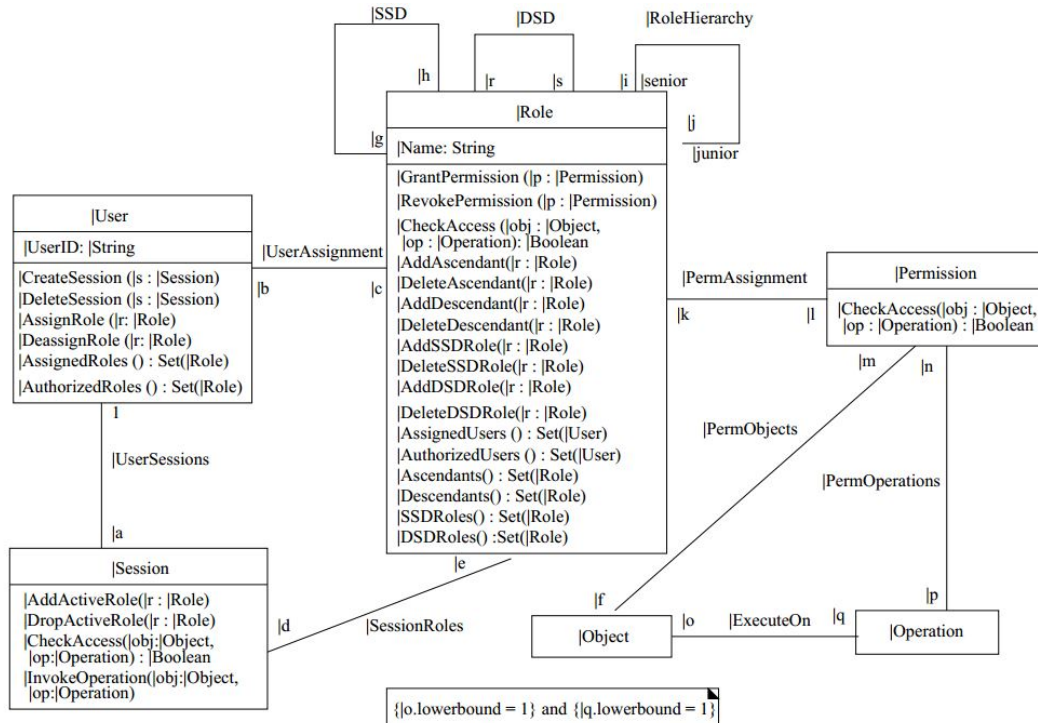 |SSD
|DSD
|RoleHierarchy
|h
|r
|s
|i
|senior
|g
|j
|junior
|Role
|Name: String
|GrantPermission (|p : |Permission)
|RevokePermission (|p : |Permission)
|CheckAccess (|obj : |Object,
|op : |Operation): |Boolean
|AddAscendant(|r : |Role)
|DeleteAscendant(|r : |Role)
|AddDescendant(|r : |Role)
|DeleteDescendant(|r : |Role)
|AddSSDRole(|r : |Role)
|DeleteSSDRole(|r : |Role)
|AddDSDRole(|r : |Role)
|DeleteDSDRole(|r : |Role)
|AssignedUsers () : Set(|User)
|AuthorizedUsers () : Set(|User)
|Ascendants() : Set(|Role)
|Descendants() : Set(|Role)
|SSDRoles() : Set(|Role)
|DSDRoles() :Set(|Role)
|User
|UserID: |String
|CreateSession (|s : |Session)
|DeleteSession (|s : |Session)
|AssignRole (|r: |Role)
|DeassignRole (|r: |Role)
|AssignedRoles () : Set(|Role)
|AuthorizedRoles () : Set(|Role)
|UserAssignment
|b
|c
|PermAssignment
|k
|l
|Permission
|CheckAccess(|obj : |Object,
|op : |Operation) : |Boolean
|m
|n
1
|UserSessions
|a
|PermObjects
|PermOperations
|Session
|AddActiveRole(|r : |Role)
|DropActiveRole(|r : |Role)
|CheckAccess(|obj:|Object,
|op:|Operation) : |Boolean
|InvokeOperation(|obj:|Object,
|op:|Operation)
|e
|d
|SessionRoles
|f
|p
|Object
|o
|ExecuteOn
|q
|Operation
{|o.lowerbound = 1} and {|q.lowerbound = 1}